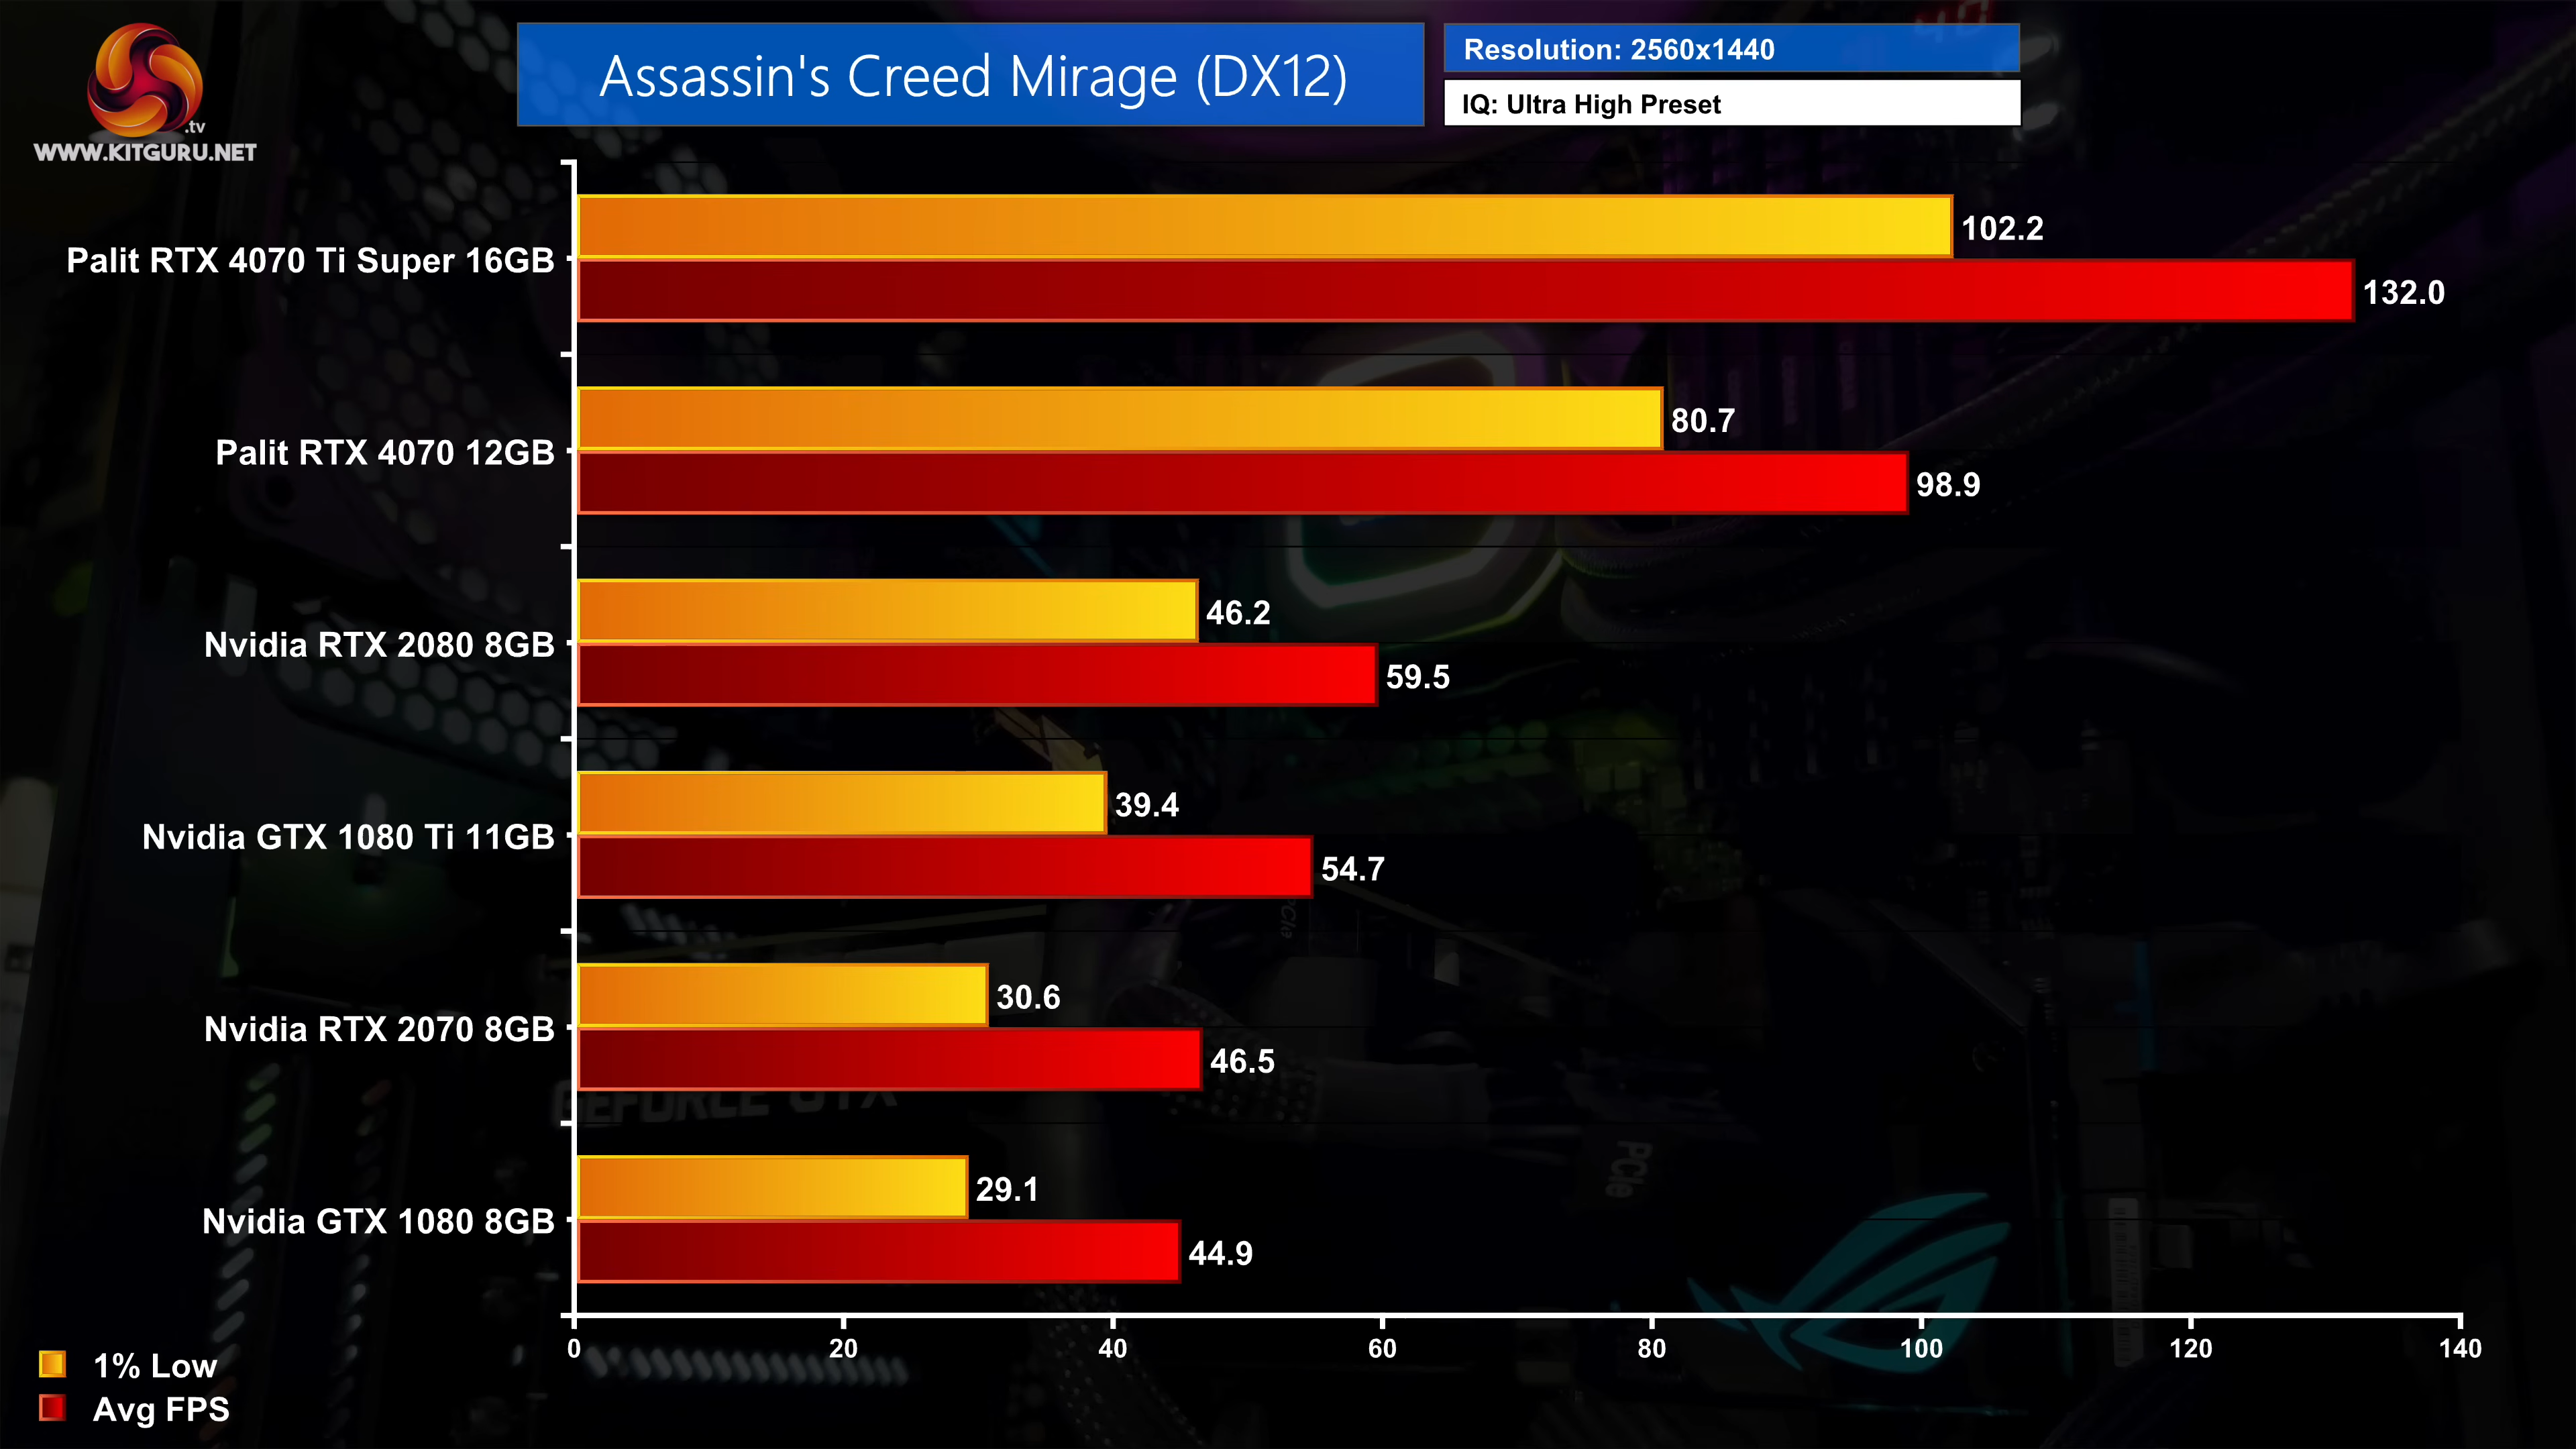 .tv
WWW.KITGURU.NET
Assassin's Creed Mirage (DX12)
Resolution: 2560x1440
IQ: Ultra High Preset
Palit RTX 4070 Ti Super 16GB
102.2
132.0
Palit RTX 4070 12GB
80.7
98.9
Nvidia RTX 2080 8GB
46.2
59.5
Nvidia GTX 1080 Ti 11GB
39.4
54.7
PCIe
Nvidia RTX 2070 8GB
30.6
46.5
GEFORCE GTX
PCIe
Nvidia GTX 1080 8GB
29.1
44.9
0 20 40 60 80 100 120 140
1% Low
Avg FPS